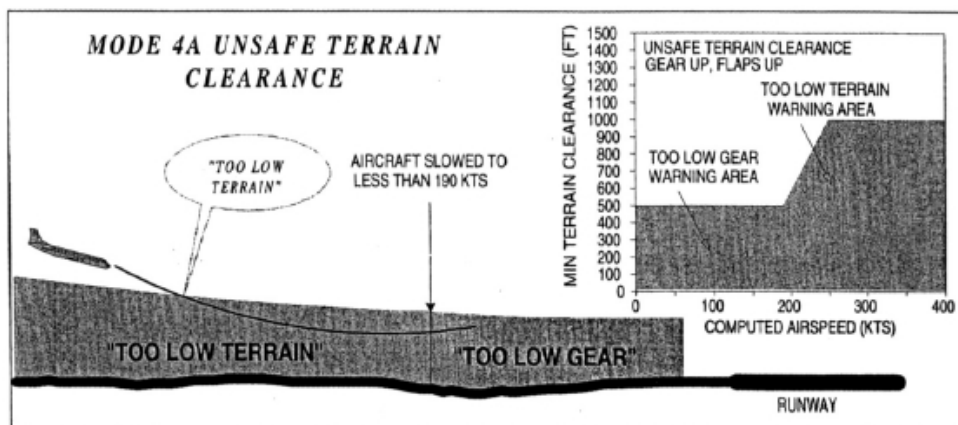 MODE 4A UNSAFE TERRAIN
CLEARANCE
"TOO LOW
TERRAIN"
AIRCRAFT SLOWED TO
LESS THAN 190 KTS
"TOO LOW TERRAIN"
"TOO LOW GEAR"
RUNWAY
MIN TERRAIN CLEARANCE (FT)
1500
1400
1300
1200
1100
1000
900
800
700
600
500
400
300
200
100
0
UNSAFE TERRAIN CLEARANCE
GEAR UP, FLAPS UP
TOO LOW TERRAIN
WARNING AREA
TOO LOW GEAR
WARNING AREA
0 100 200 300 400
COMPUTED AIRSPEED (KTS)